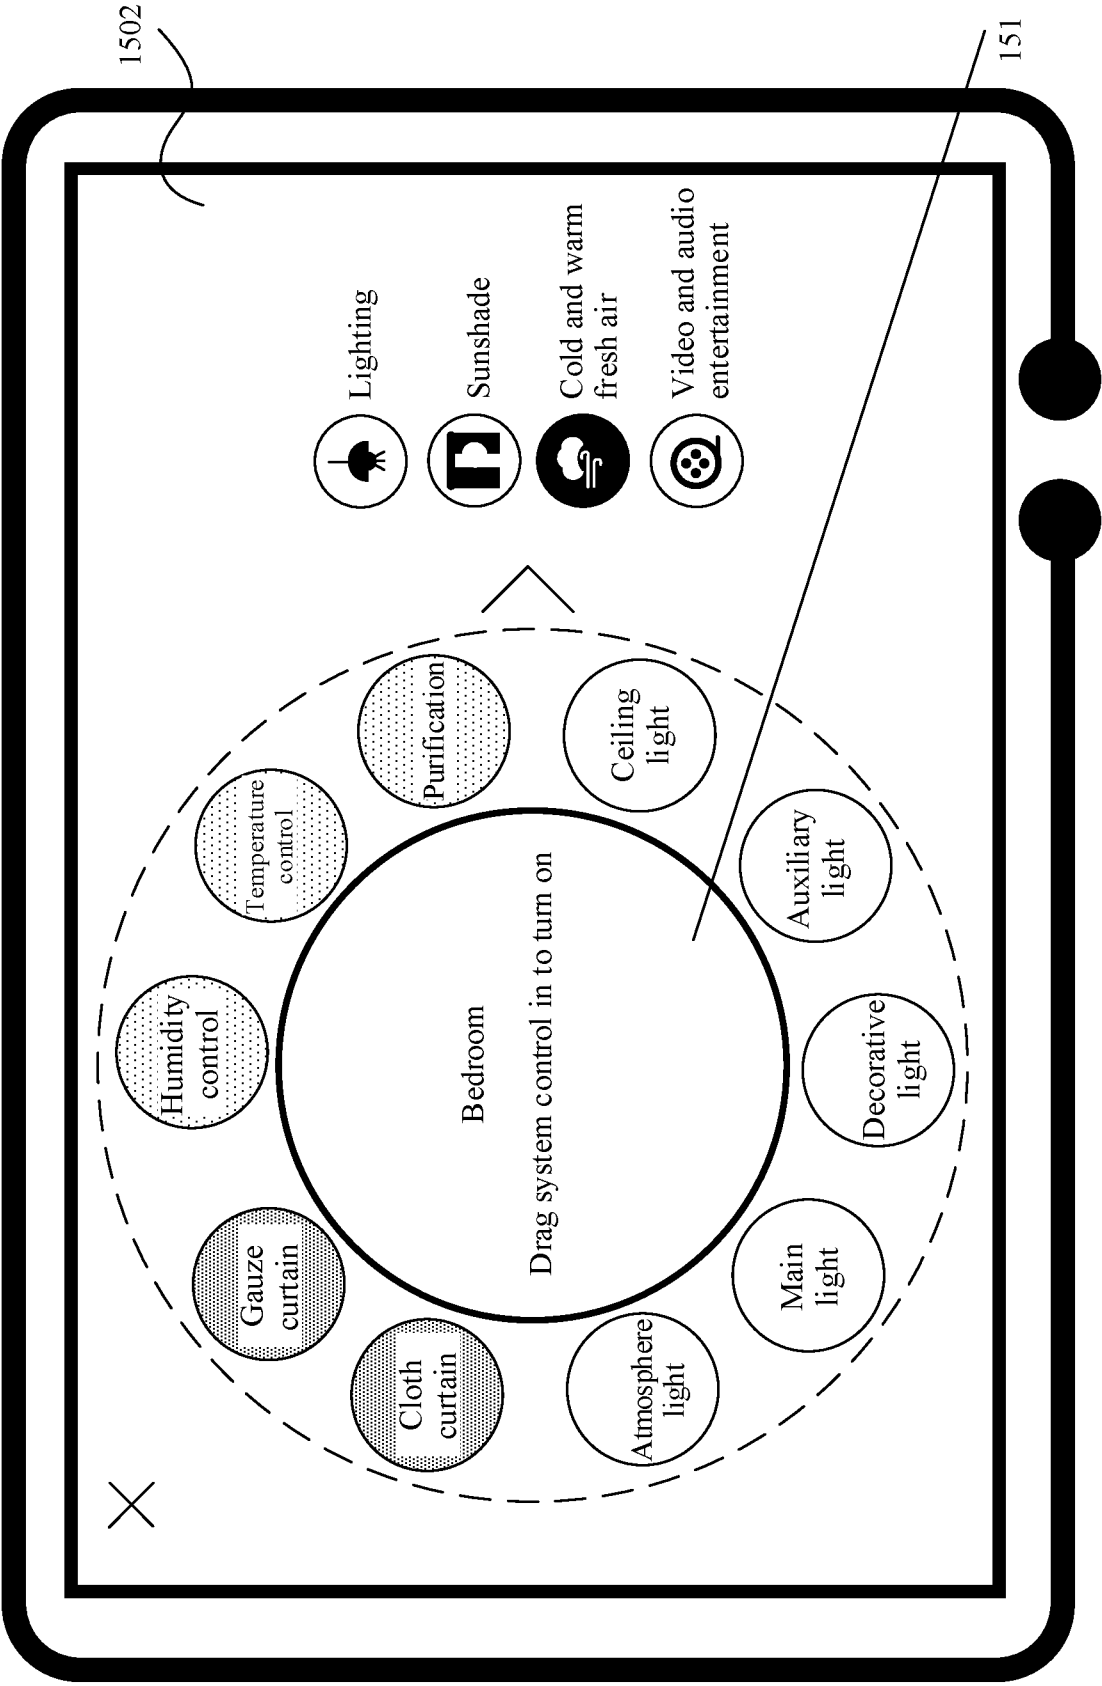 1502
Humidity
control
Temperature
control
Gauze
curtain
Purification
Cloth
curtain
Bedroom
Drag system control in to turn on
Ceiling
light
Atmosphere
light
Auxiliary
light
Main
light
Decorative
light
Lighting
Sunshade
Cold and warm
fresh air
Video and audio
entertainment
151